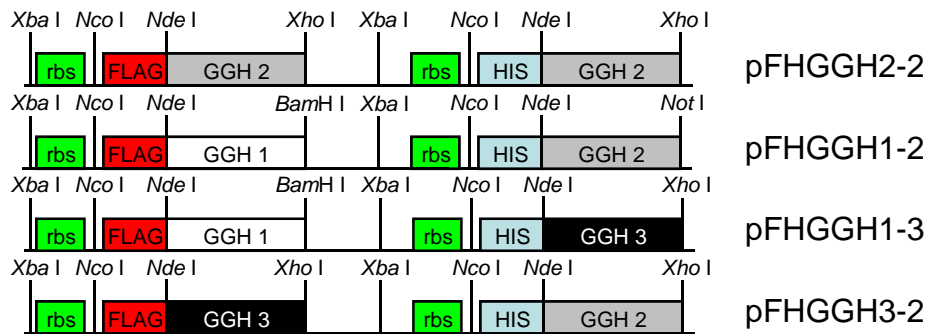 Xba I Nco I Nde I Xho I Xba I Nco I Nde I Xho I
rbs FLAG GGH 2 rbs HIS GGH 2 pFHGGH2-2
Xba I Nco I Nde I BamH I Xba I Nco I Nde I Not I
rbs FLAG GGH 1 rbs HIS GGH 2 pFHGGH1-2
Xba I Nco I Nde I BamH I Xba I Nco I Nde I Xho I
rbs FLAG GGH 1 rbs HIS GGH 3 pFHGGH1-3
Xba I Nco I Nde I Xho I Xba I Nco I Nde I Xho I
rbs FLAG GGH 3 rbs HIS GGH 2 pFHGGH3-2